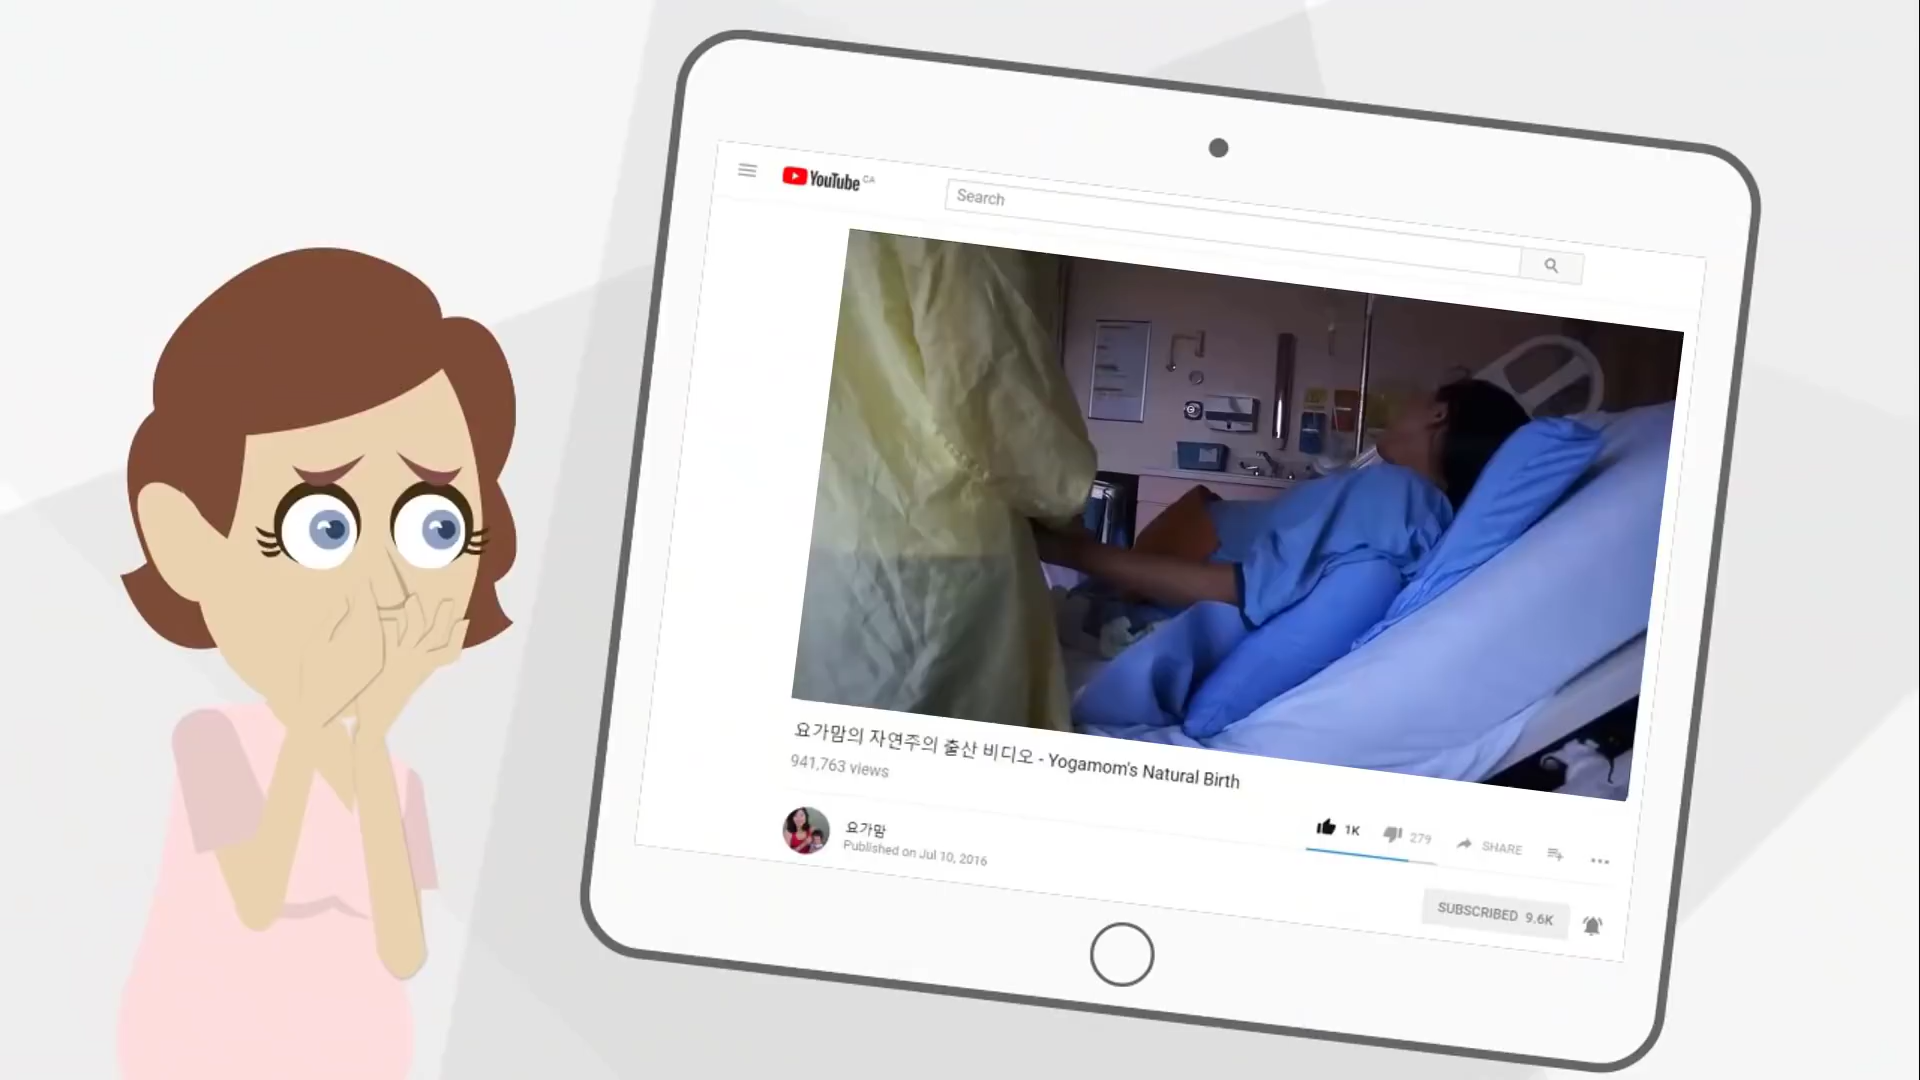 YouTube CA
Search
요가맘의 자연주의 출산 비디오 - Yogamom's Natural Birth
941,763 views
1K 279 SHARE
요가맘
Published on Jul 10, 2016
SUBSCRIBED 9.6K